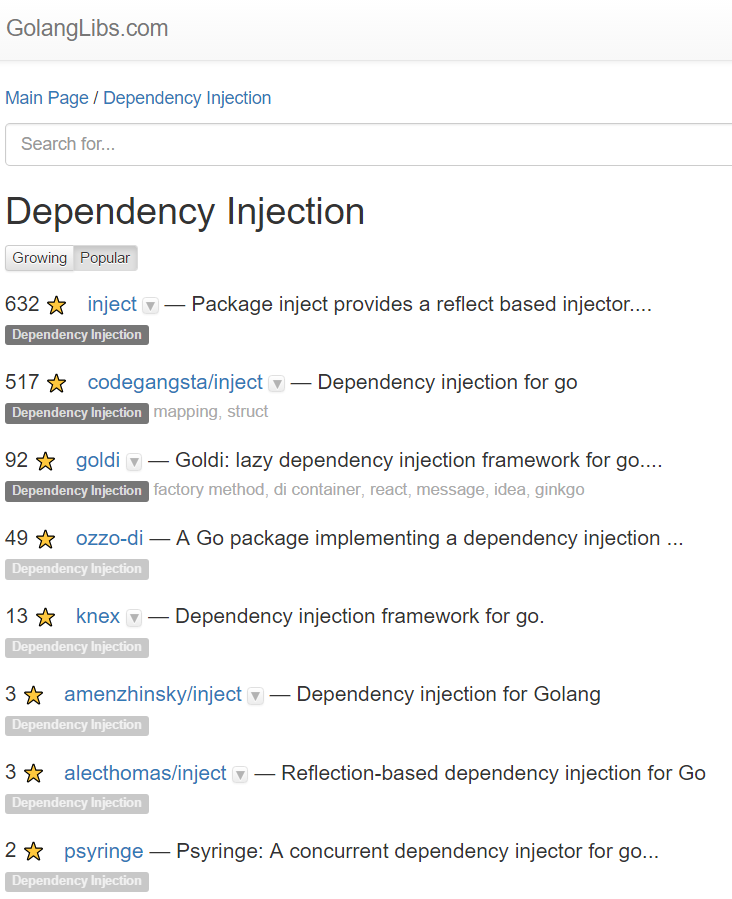 GolangLibs.com
Main Page / Dependency Injection
Search for...
Dependency Injection
Growing Popular
632 inject — Package inject provides a reflect based injector....
Dependency Injection
517 codegangsta/inject — Dependency injection for go
Dependency Injection mapping, struct
92 goldi — Goldi: lazy dependency injection framework for go....
Dependency Injection factory method, di container, react, message, idea, ginkgo
49 ozzo-di — A Go package implementing a dependency injection ...
Dependency Injection
13 knex — Dependency injection framework for go.
Dependency Injection
3 amenzhinsky/inject — Dependency injection for Golang
Dependency Injection
3 alecthomas/inject — Reflection-based dependency injection for Go
Dependency Injection
2 psyringe — Psyringe: A concurrent dependency injector for go...
Dependency Injection